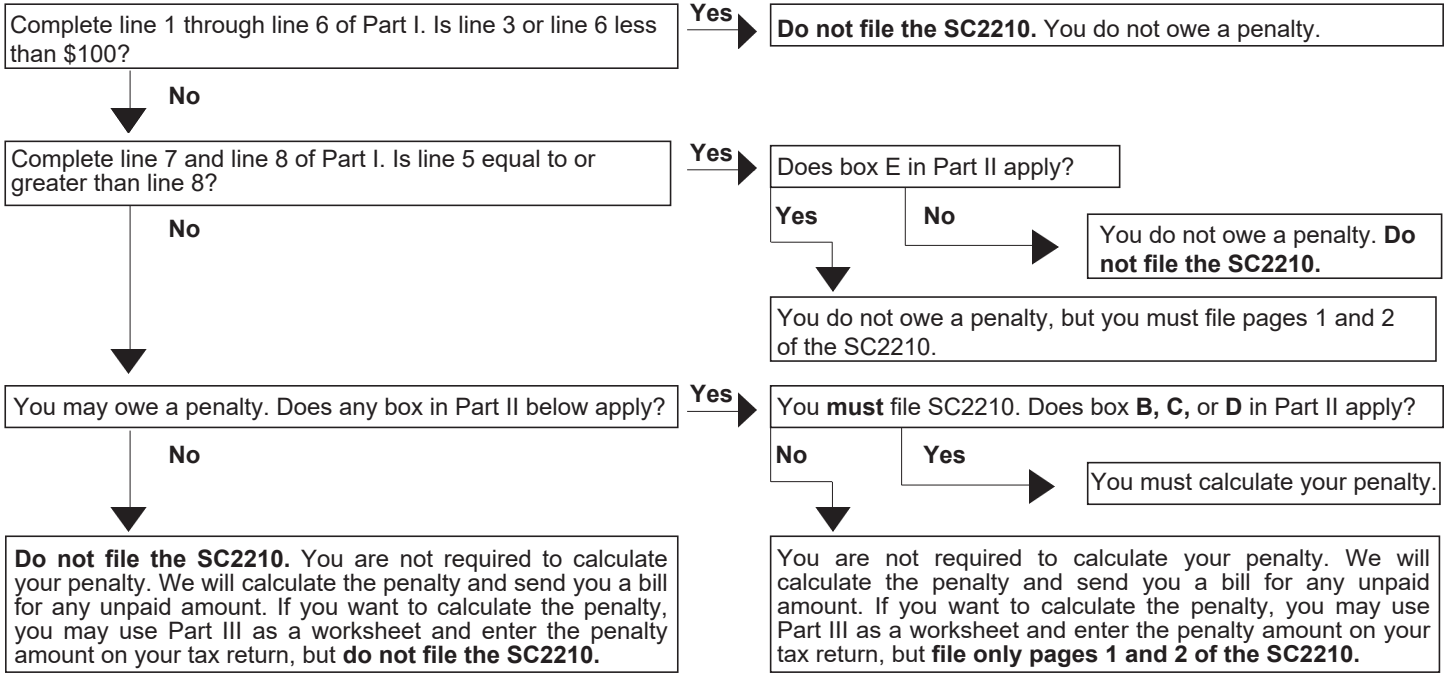 Complete line 1 through line 6 of Part I. Is line 3 or line 6 less
than $100?
Yes
Do not file the SC2210. You do not owe a penalty.
No
Complete line 7 and line 8 of Part I. Is line 5 equal to or
greater than line 8?
Yes
Does box E in Part II apply?
Yes
No
No
You do not owe a penalty. Do
not file the SC2210.
You do not owe a penalty, but you must file pages 1 and 2
of the SC2210.
You may owe a penalty. Does any box in Part II below apply?
Yes
You must file SC2210. Does box B, C, or D in Part II apply?
No
No
Yes
You must calculate your penalty.
Do not file the SC2210. You are not required to calculate
your penalty. We will calculate the penalty and send you a bill
for any unpaid amount. If you want to calculate the penalty,
you may use Part III as a worksheet and enter the penalty
amount on your tax return, but do not file the SC2210.
You are not required to calculate your penalty. We will
calculate the penalty and send you a bill for any unpaid
amount. If you want to calculate the penalty, you may use
Part III as a worksheet and enter the penalty amount on your
tax return, but file only pages 1 and 2 of the SC2210.